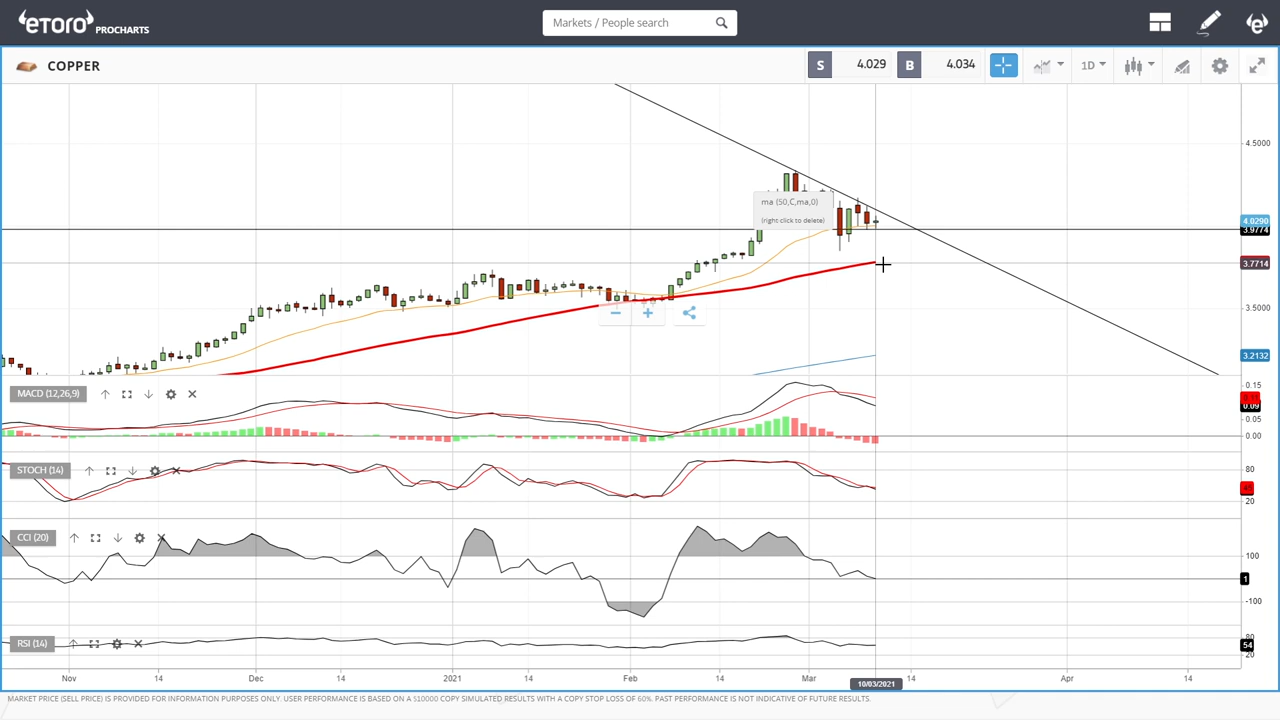 eToro PROCHARTS
Markets / People search
COPPER
S 4.029 B 4.034
1D
ma (50,C,ma,0)
(right click to delete)
4.5000
4.0290
3.9774
3.7714
3.5000
3.2132
MACD (12,26,9)
0.15
0.11
0.09
0.05
0.00
STOCH (14)
80
20
CCI (20)
100
1
-100
RSI (14)
80
54
20
Nov 14 Dec 14 2021 14 Feb 14 Mar 14 Apr 14
10/03/2021
MARKET PRICE (SELL PRICE) IS PROVIDED FOR INFORMATION PURPOSES ONLY. USER PERFORMANCE IS BASED ON A $10000 COPY SIMULATED RESULTS WITH A COPY STOP LOSS OF 60%. PAST PERFORMANCE IS NOT INDICATIVE OF FUTURE RESULTS.